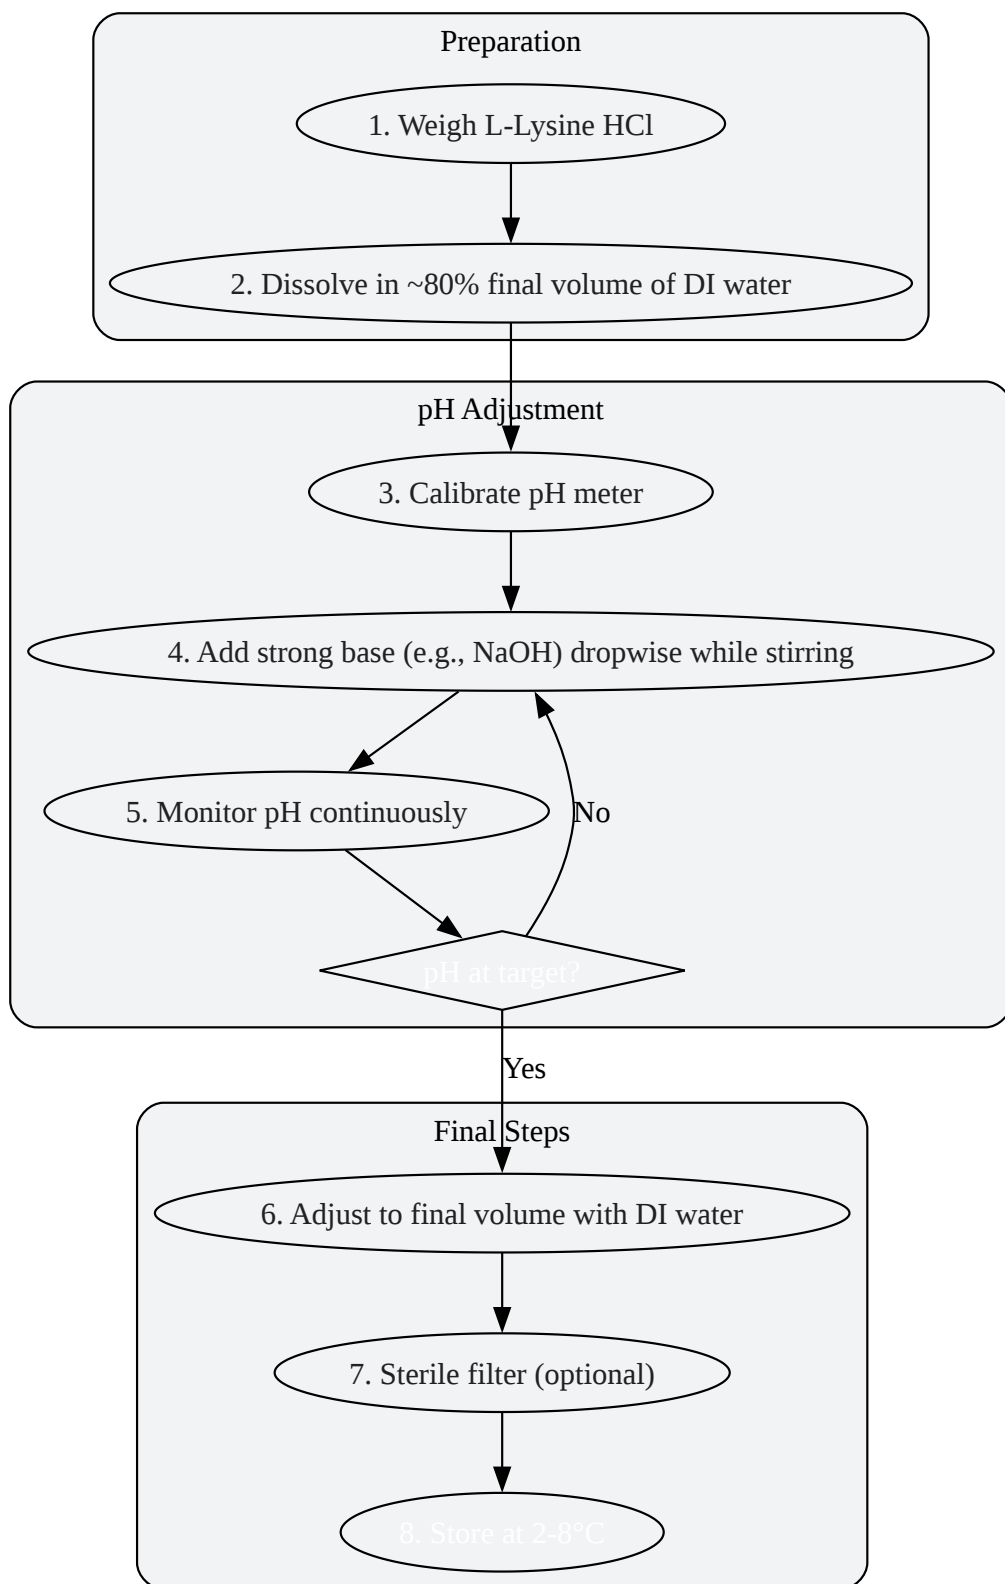 Preparation
1. Weigh L-Lysine HCl
2. Dissolve in ~80% final volume of DI water
pH Adjustment
3. Calibrate pH meter
4. Add strong base (e.g., NaOH) dropwise while stirring
5. Monitor pH continuously
No
pH at target?
Yes
Final Steps
6. Adjust to final volume with DI water
7. Sterile filter (optional)
8. Store at 2-8°C